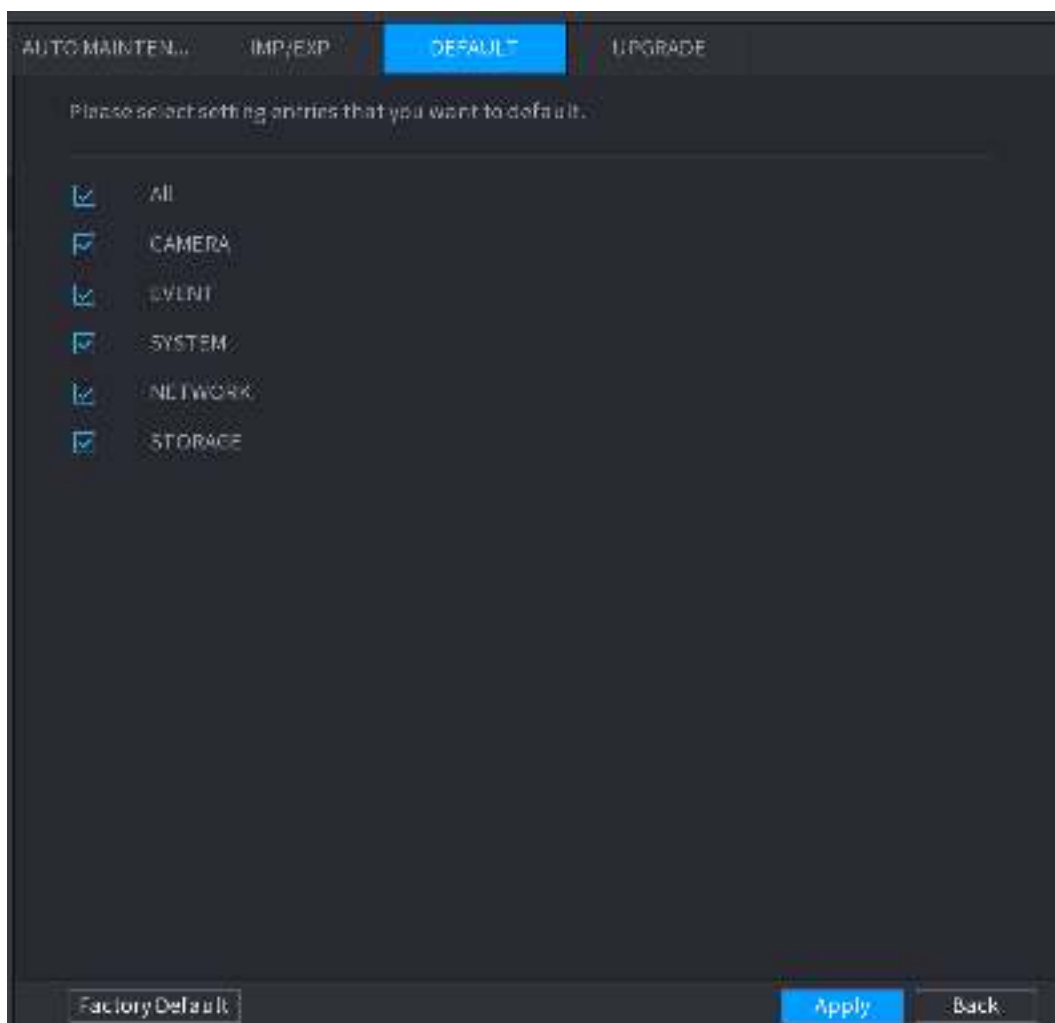 AUTO MAINTEN... IMP/EXP DEFAULT UPGRADE
Please select setting entries that you want to default.
All
CAMERA
EVENT
SYSTEM
NETWORK
STORAGE
Factory Default Apply Back